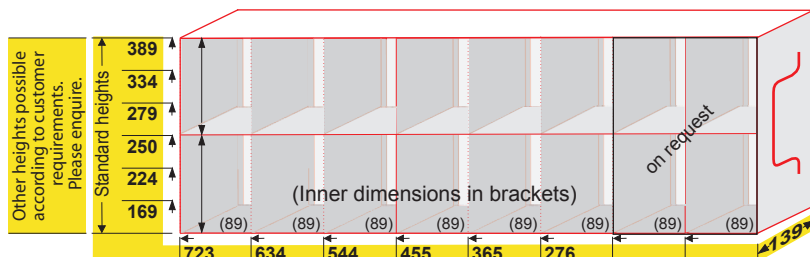 Other heights possible
according to customer
requirements.
Please enquire.
Standard heights
389
334
279
250
224
169
on request
(Inner dimensions in brackets)
(89) (89) (89) (89) (89) (89) (89) (89)
723 634 544 455 365 276
139